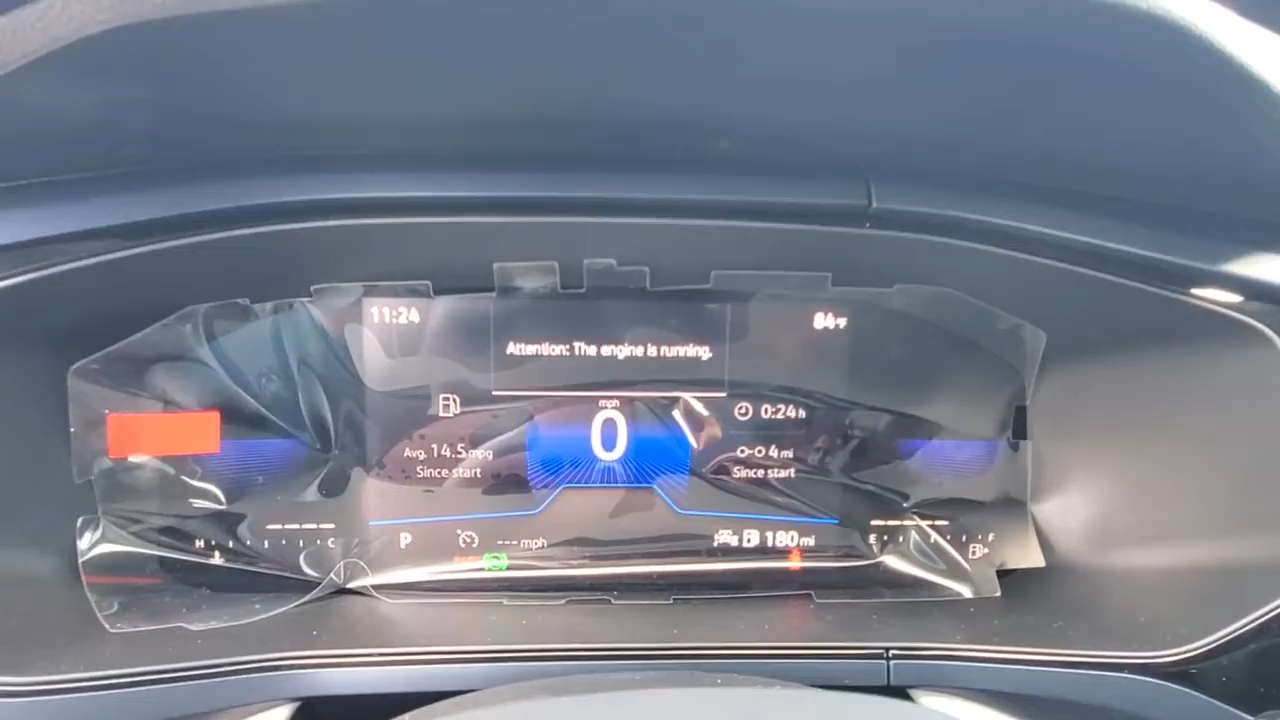 11:24
84°F
Attention: The engine is running.
mph
0
0:24 h
Avg. 14.5 mpg
Since start
4 mi
Since start
H C
P
--- mph
180 mi
E F